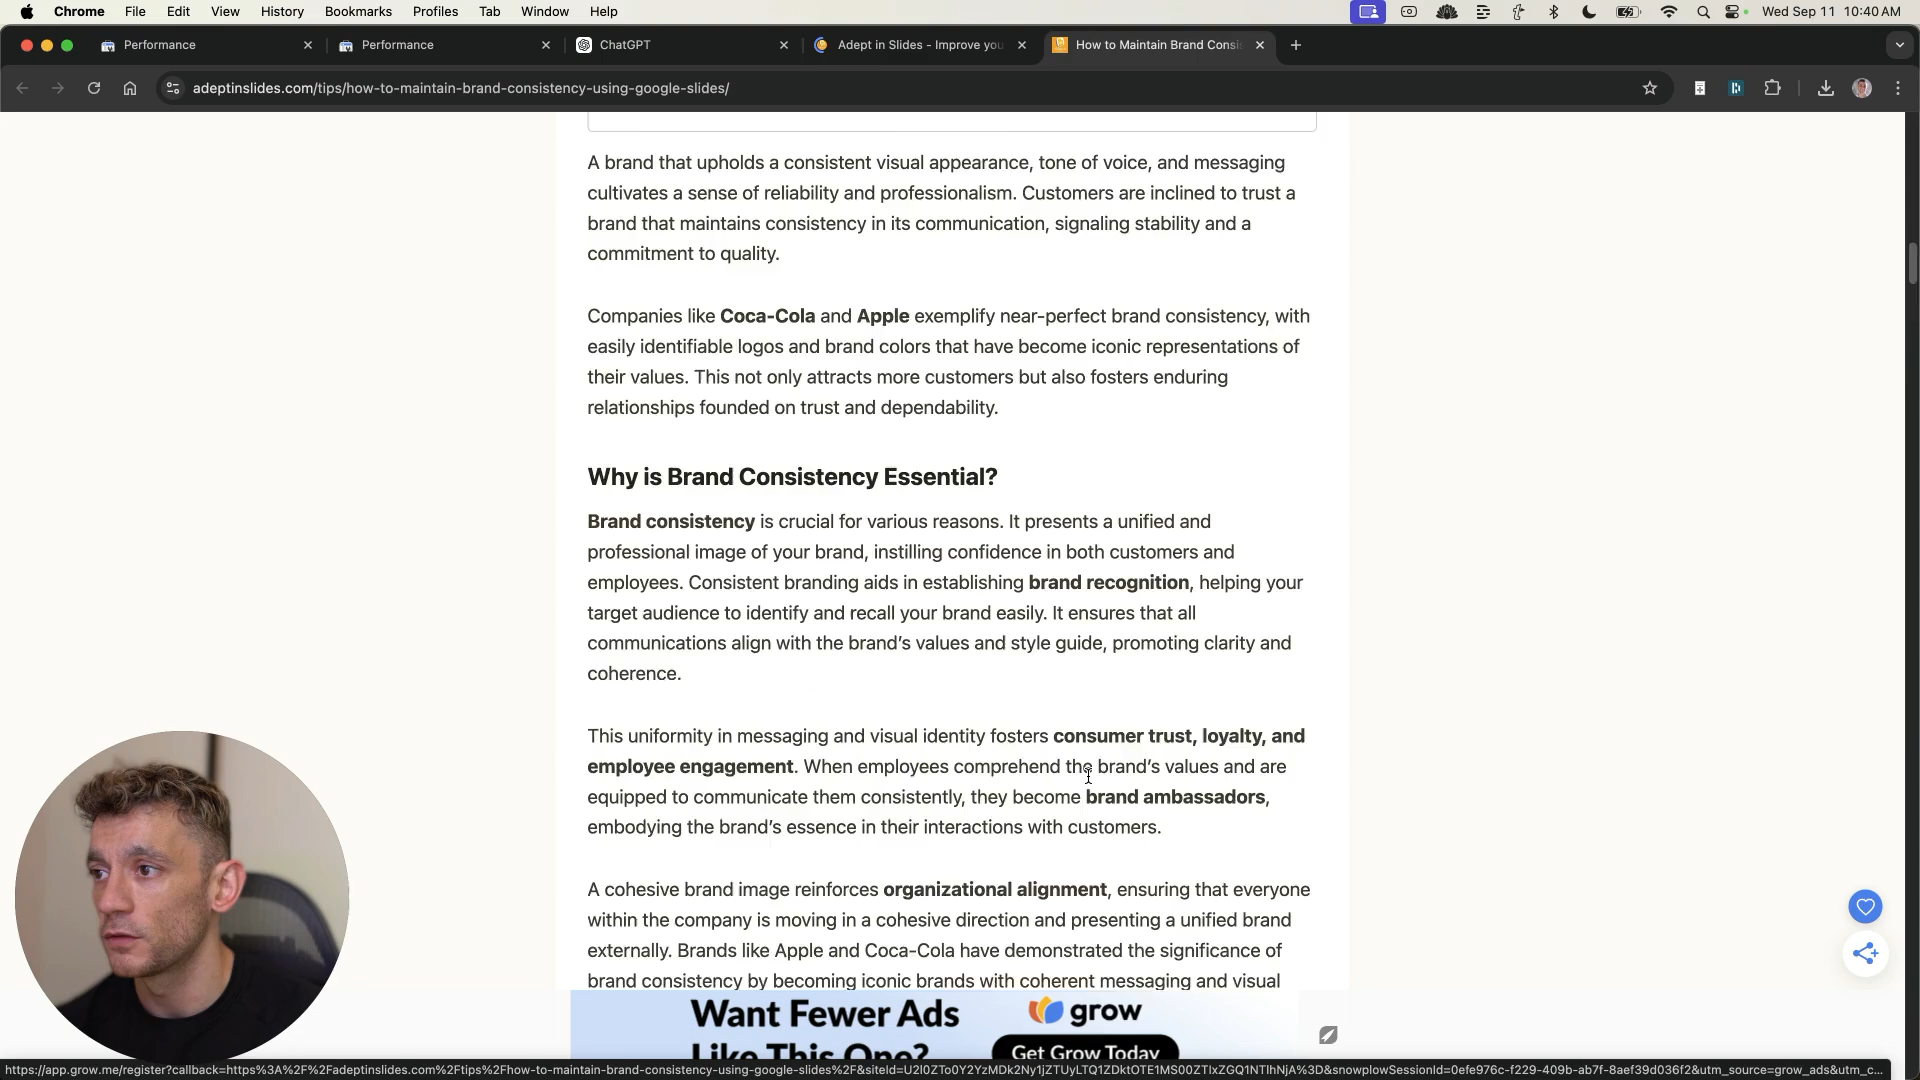 Chrome File Edit View History Bookmarks Profiles Tab Window Help Wed Sep 11 10:40 AM
Performance Performance ChatGPT Adept in Slides - Improve you How to Maintain Brand Consis
adeptinslides.com/tips/how-to-maintain-brand-consistency-using-google-slides/
A brand that upholds a consistent visual appearance, tone of voice, and messaging
cultivates a sense of reliability and professionalism. Customers are inclined to trust a
brand that maintains consistency in its communication, signaling stability and a
commitment to quality.
Companies like Coca-Cola and Apple exemplify near-perfect brand consistency, with
easily identifiable logos and brand colors that have become iconic representations of
their values. This not only attracts more customers but also fosters enduring
relationships founded on trust and dependability.
Why is Brand Consistency Essential?
Brand consistency is crucial for various reasons. It presents a unified and
professional image of your brand, instilling confidence in both customers and
employees. Consistent branding aids in establishing brand recognition, helping your
target audience to identify and recall your brand easily. It ensures that all
communications align with the brand's values and style guide, promoting clarity and
coherence.
This uniformity in messaging and visual identity fosters consumer trust, loyalty, and
employee engagement. When employees comprehend the brand's values and are
equipped to communicate them consistently, they become brand ambassadors,
embodying the brand's essence in their interactions with customers.
A cohesive brand image reinforces organizational alignment, ensuring that everyone
within the company is moving in a cohesive direction and presenting a unified brand
externally. Brands like Apple and Coca-Cola have demonstrated the significance of
brand consistency by becoming iconic brands with coherent messaging and visual
Want Fewer Ads grow
Like This One? Get Grow Today